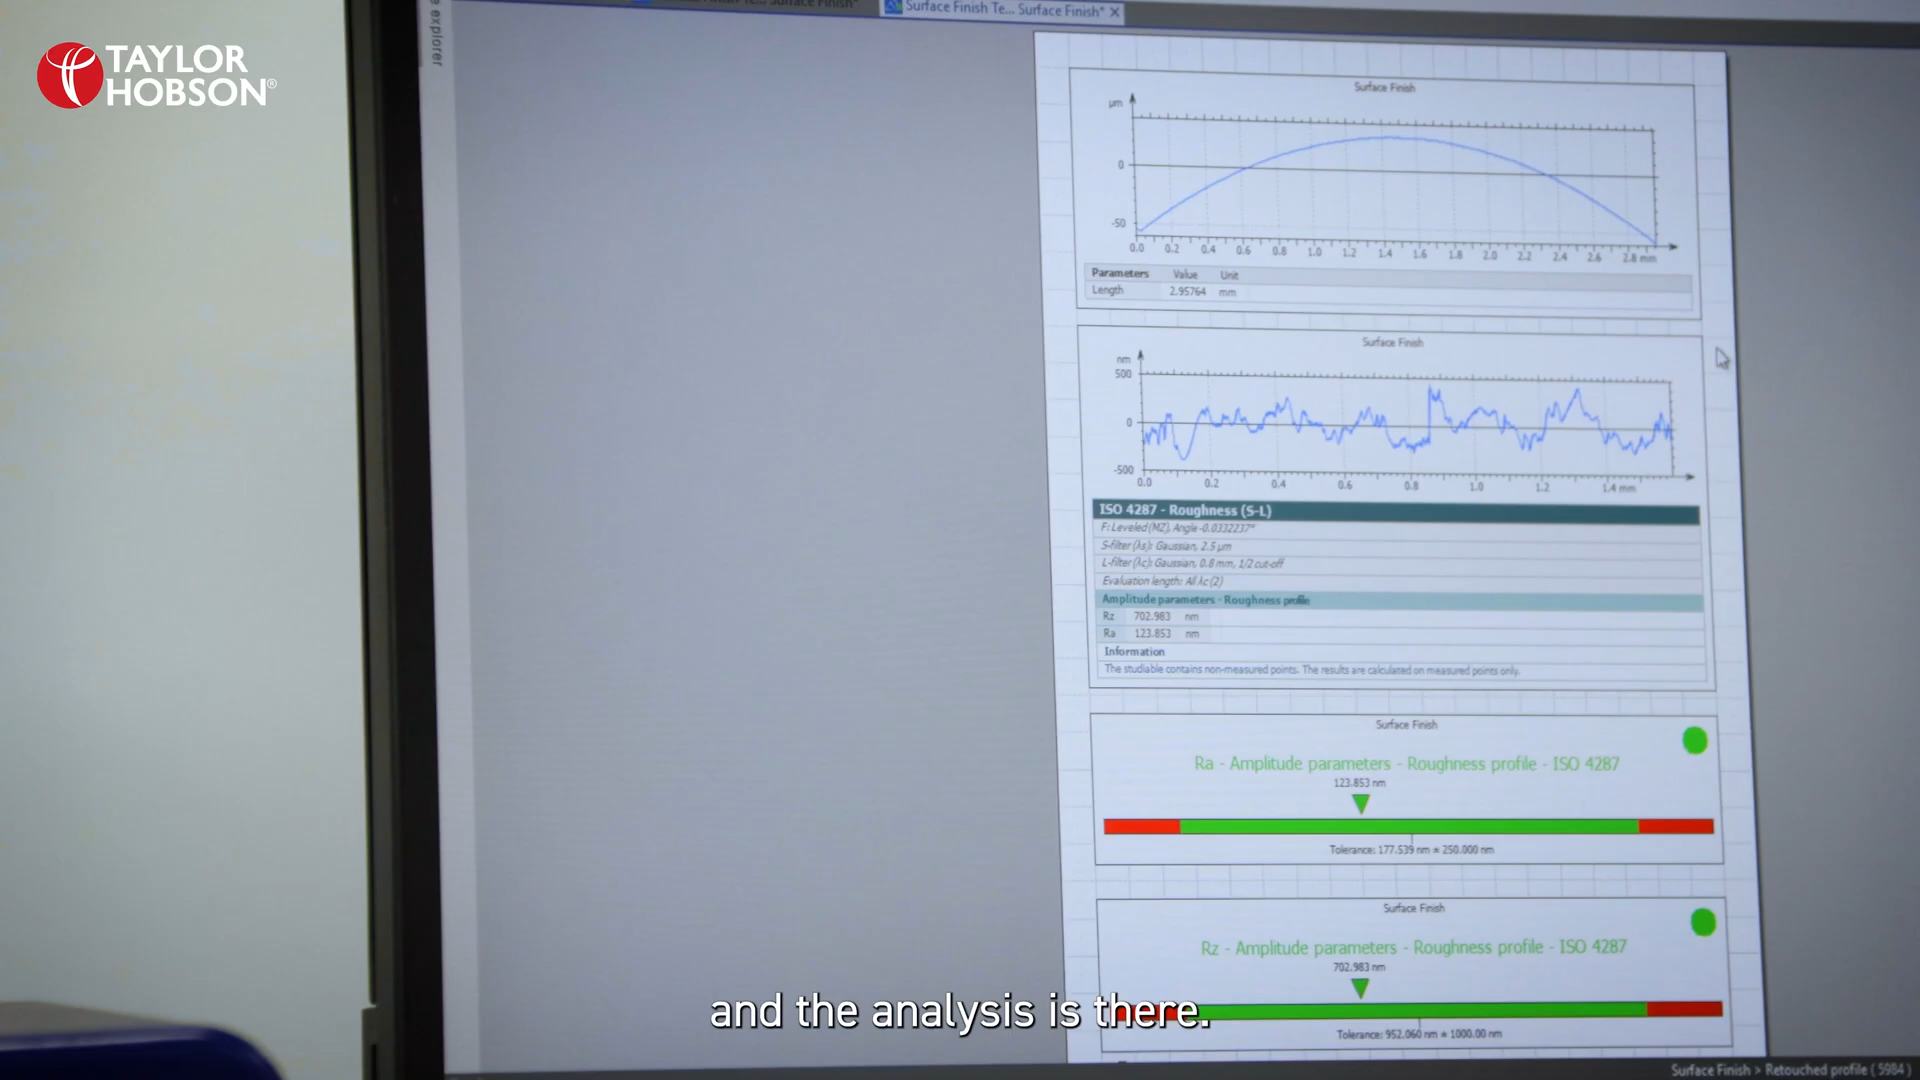 TAYLOR
HOBSON®
explorer
Surface Finish Te... Surface Finish* ✕
Surface Finish
µm
0
-50
0.0 0.2 0.4 0.6 0.8 1.0 1.2 1.4 1.6 1.8 2.0 2.2 2.4 2.6 2.8 mm
Parameters Value Unit
Length 2.95764 mm
Surface Finish
nm
500
0
-500
0.0 0.2 0.4 0.6 0.8 1.0 1.2 1.4 mm
ISO 4287 - Roughness (S-L)
F: Leveled (MZ), Angle -0.0332237°
S-filter (λs): Gaussian, 2.5 µm
L-filter (λc): Gaussian, 0.8 mm, 1/2 cut-off
Evaluation length: All λc (2)
Amplitude parameters - Roughness profile
Rz 702.983 nm
Ra 123.853 nm
Information
The studiable contains non-measured points. The results are calculated on measured points only.
Surface Finish
Ra - Amplitude parameters - Roughness profile - ISO 4287
123.853 nm
Tolerance: 177.539 nm ± 250.000 nm
Surface Finish
Rz - Amplitude parameters - Roughness profile - ISO 4287
702.983 nm
and the analysis is there.
Tolerance: 952.060 nm ± 1000.00 nm
Surface Finish > Retouched profile ( 5984 )